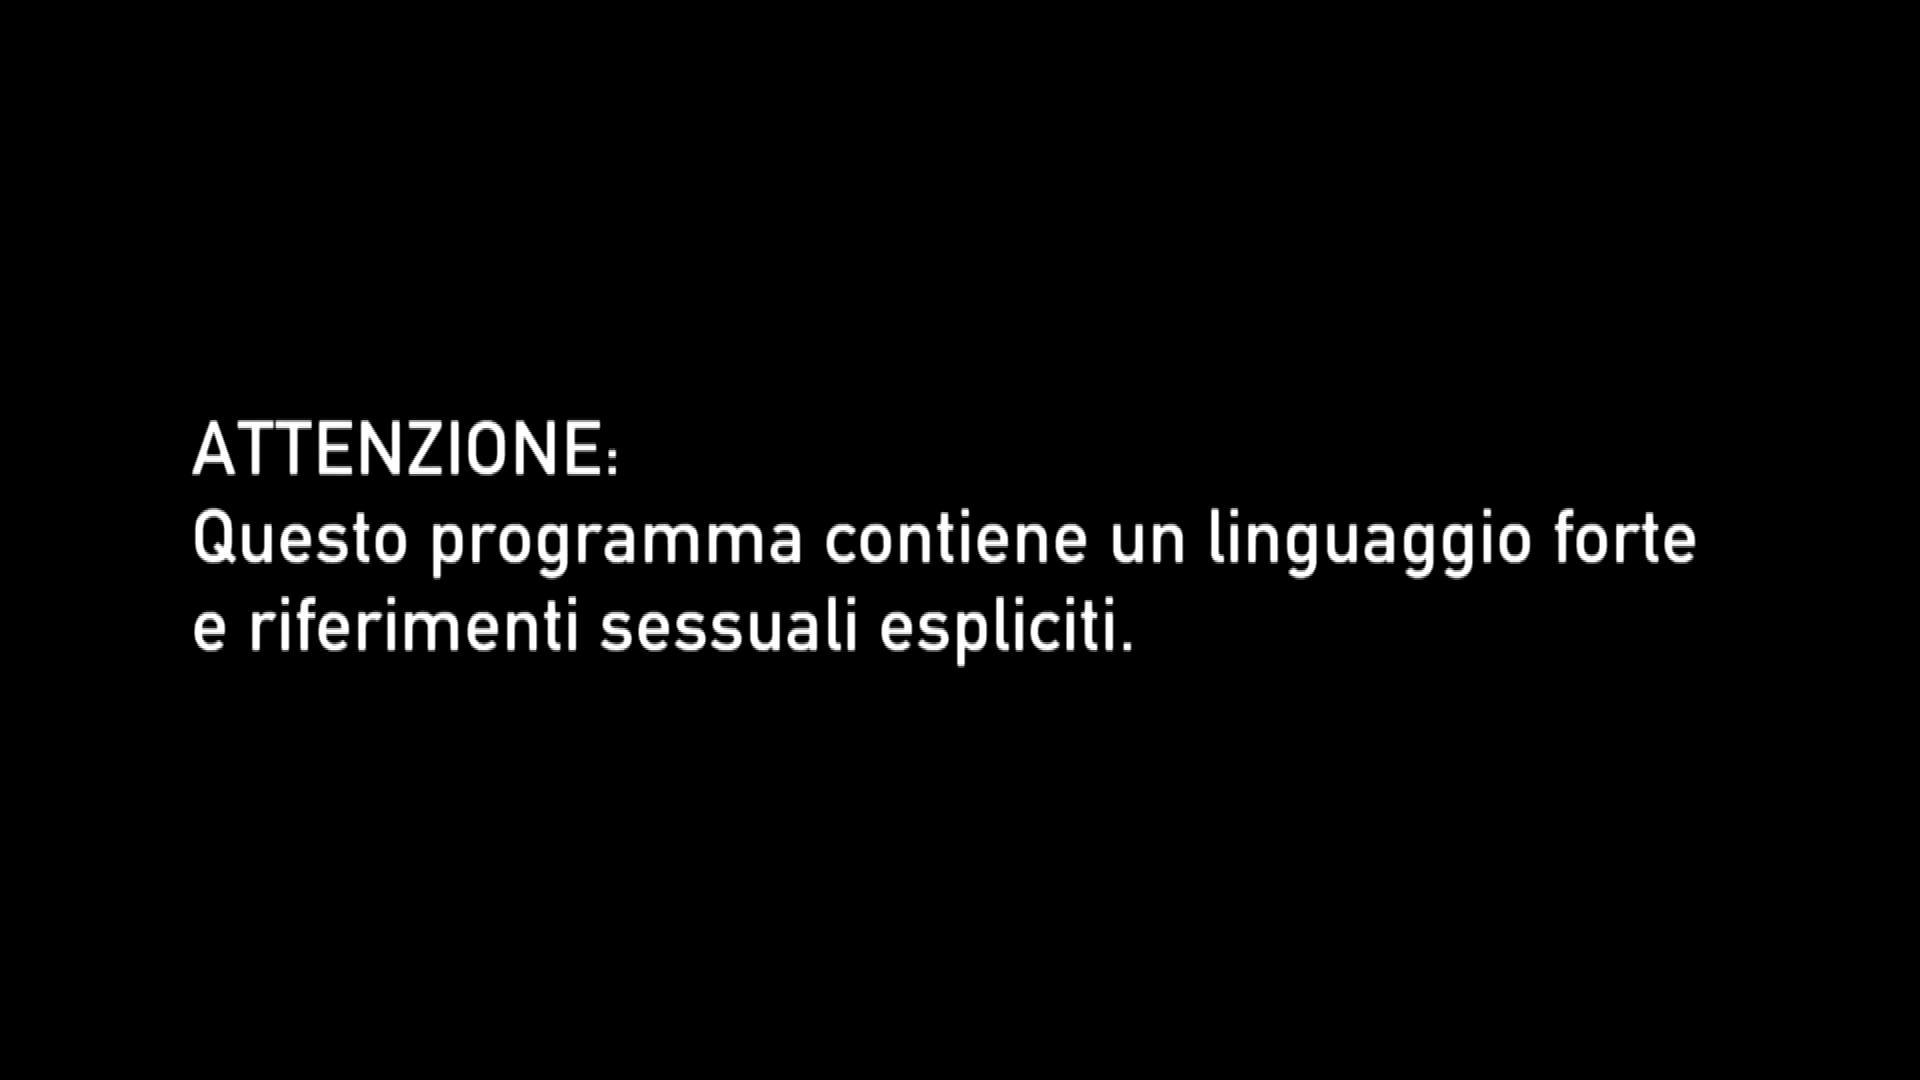 ATTENZIONE:
Questo programma contiene un linguaggio forte
e riferimenti sessuali espliciti.